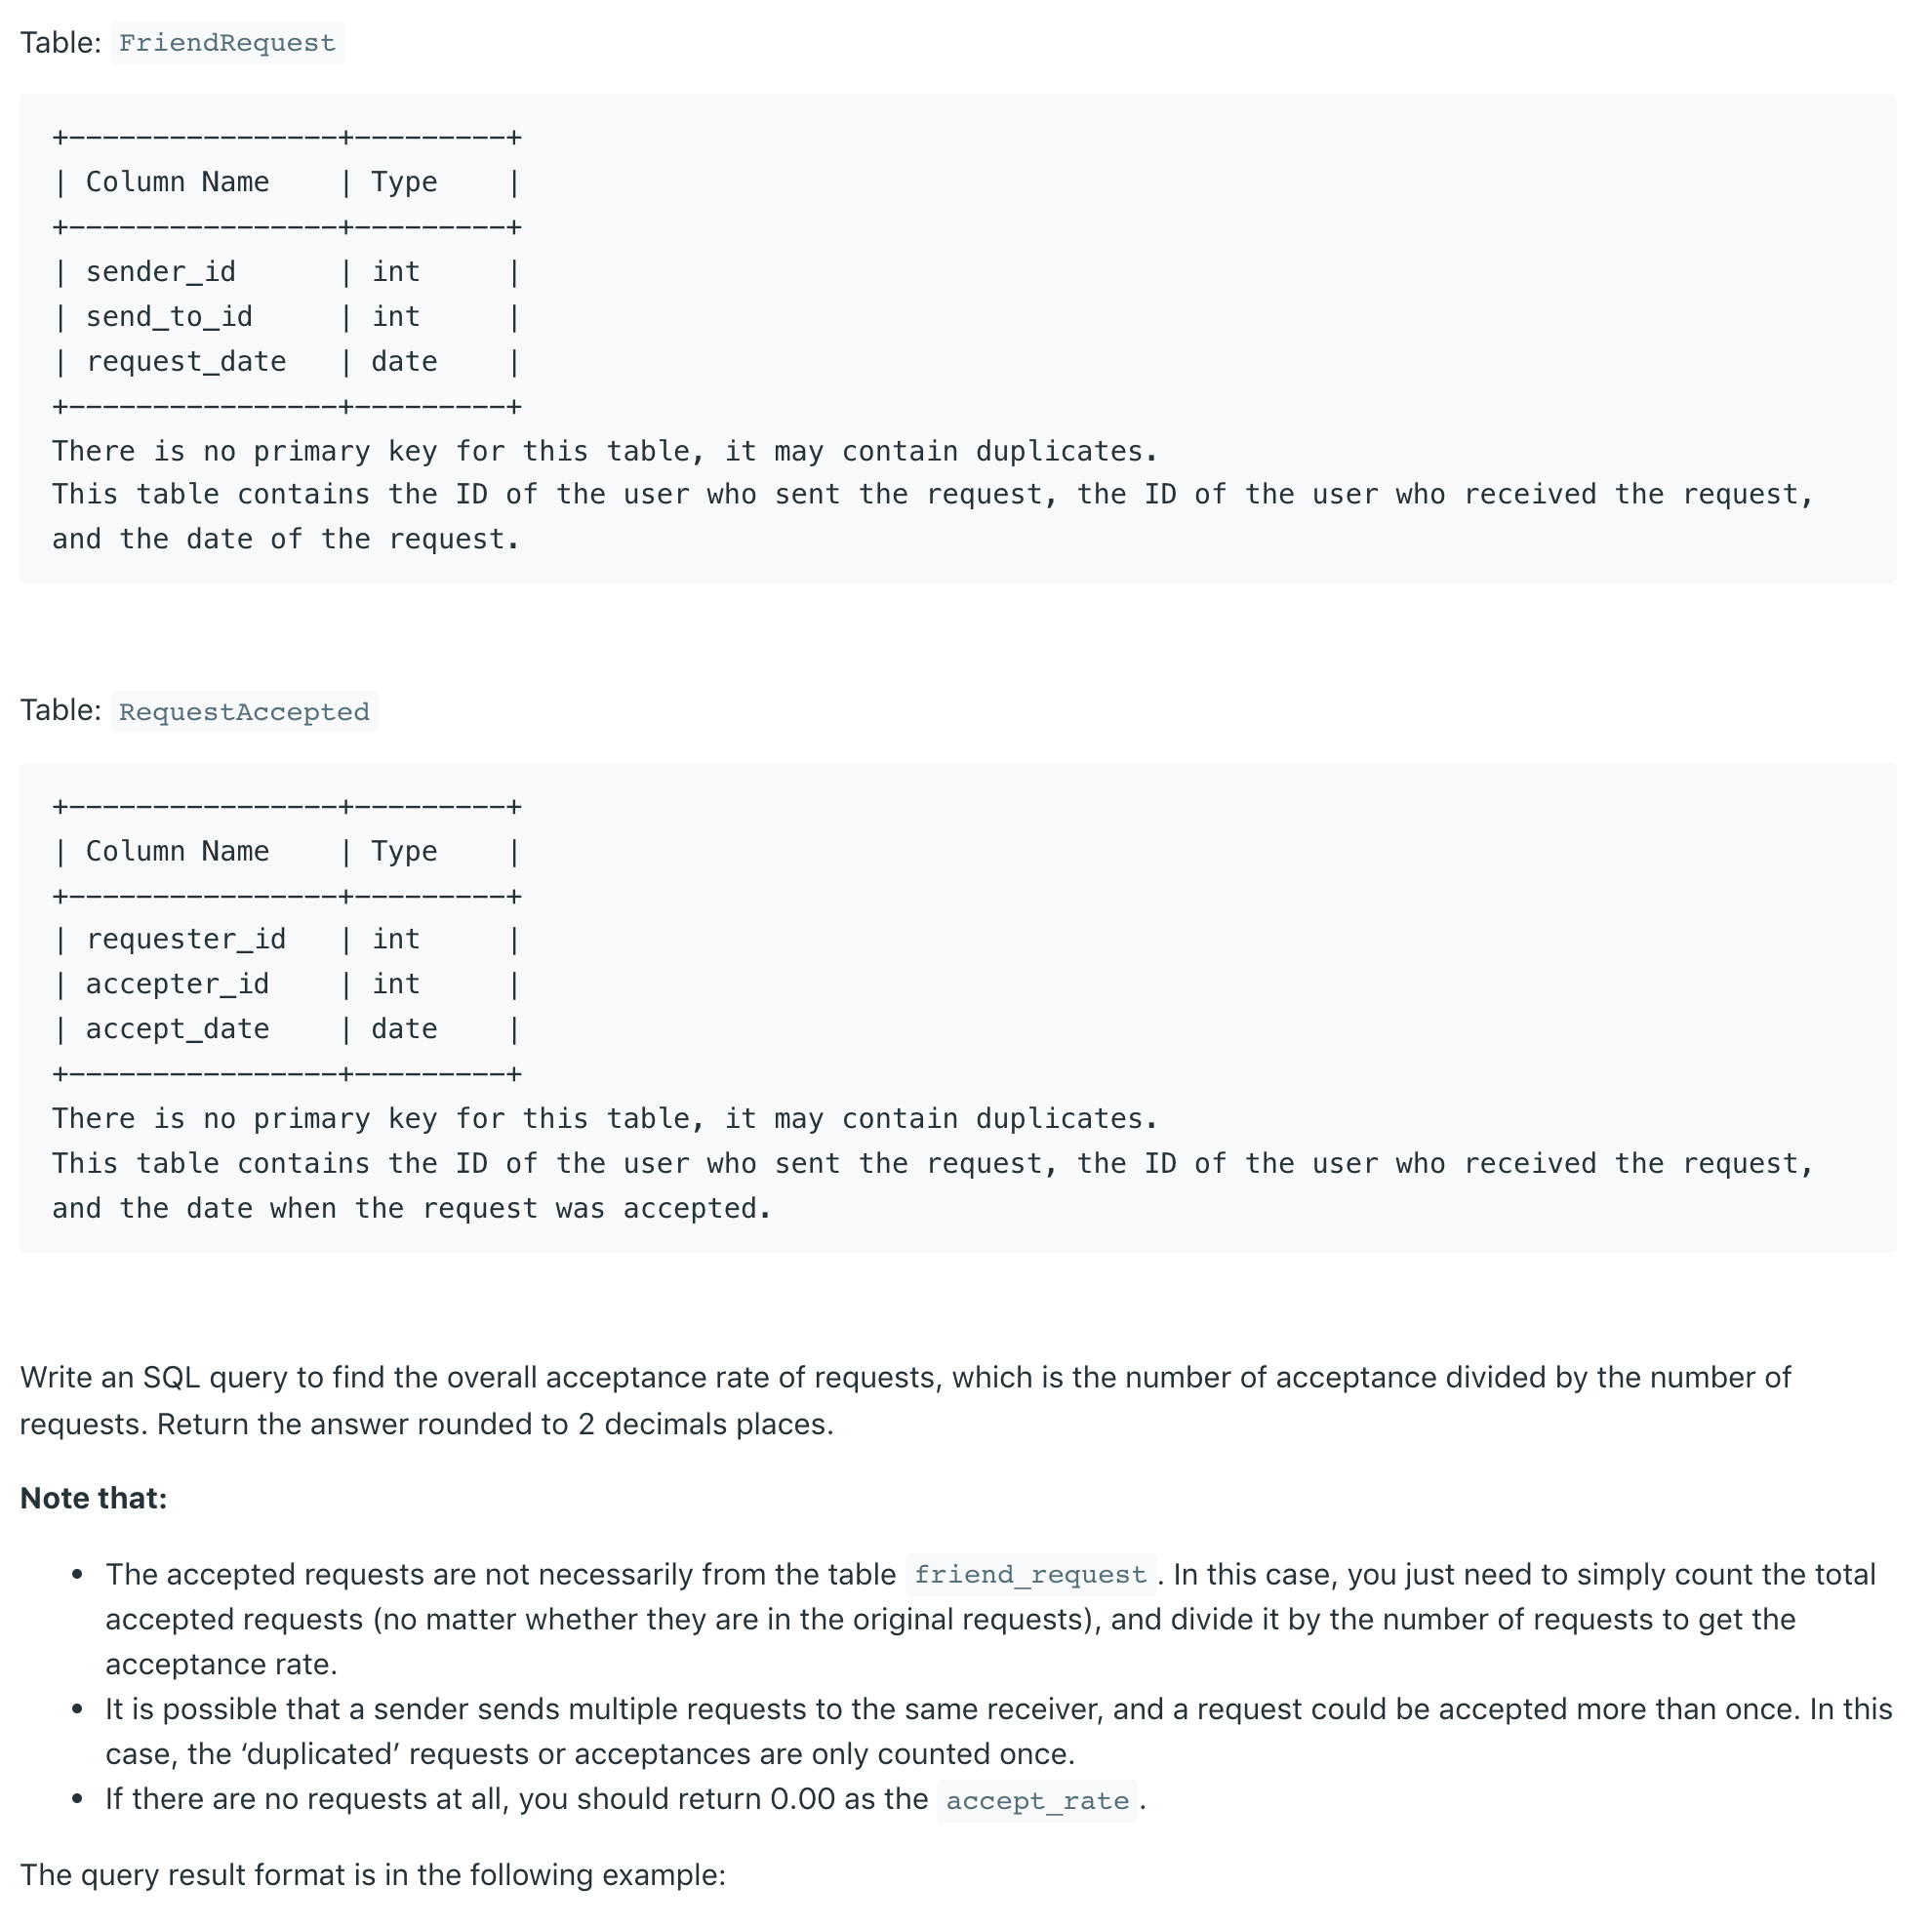 Table: FriendRequest
+---------------+---------+
| Column Name    | Type    |
+---------------+---------+
| sender_id      | int     |
| send_to_id     | int     |
| request_date   | date    |
+---------------+---------+
There is no primary key for this table, it may contain duplicates.
This table contains the ID of the user who sent the request, the ID of the user who received the request,
and the date of the request.
Table: RequestAccepted
+---------------+---------+
| Column Name    | Type    |
+---------------+---------+
| requester_id   | int     |
| accepter_id    | int     |
| accept_date    | date    |
+---------------+---------+
There is no primary key for this table, it may contain duplicates.
This table contains the ID of the user who sent the request, the ID of the user who received the request,
and the date when the request was accepted.
Write an SQL query to find the overall acceptance rate of requests, which is the number of acceptance divided by the number of
requests. Return the answer rounded to 2 decimals places.
Note that:
• The accepted requests are not necessarily from the table friend_request. In this case, you just need to simply count the total
accepted requests (no matter whether they are in the original requests), and divide it by the number of requests to get the
acceptance rate.
• It is possible that a sender sends multiple requests to the same receiver, and a request could be accepted more than once. In this
case, the ‘duplicated’ requests or acceptances are only counted once.
• If there are no requests at all, you should return 0.00 as the accept_rate.
The query result format is in the following example: